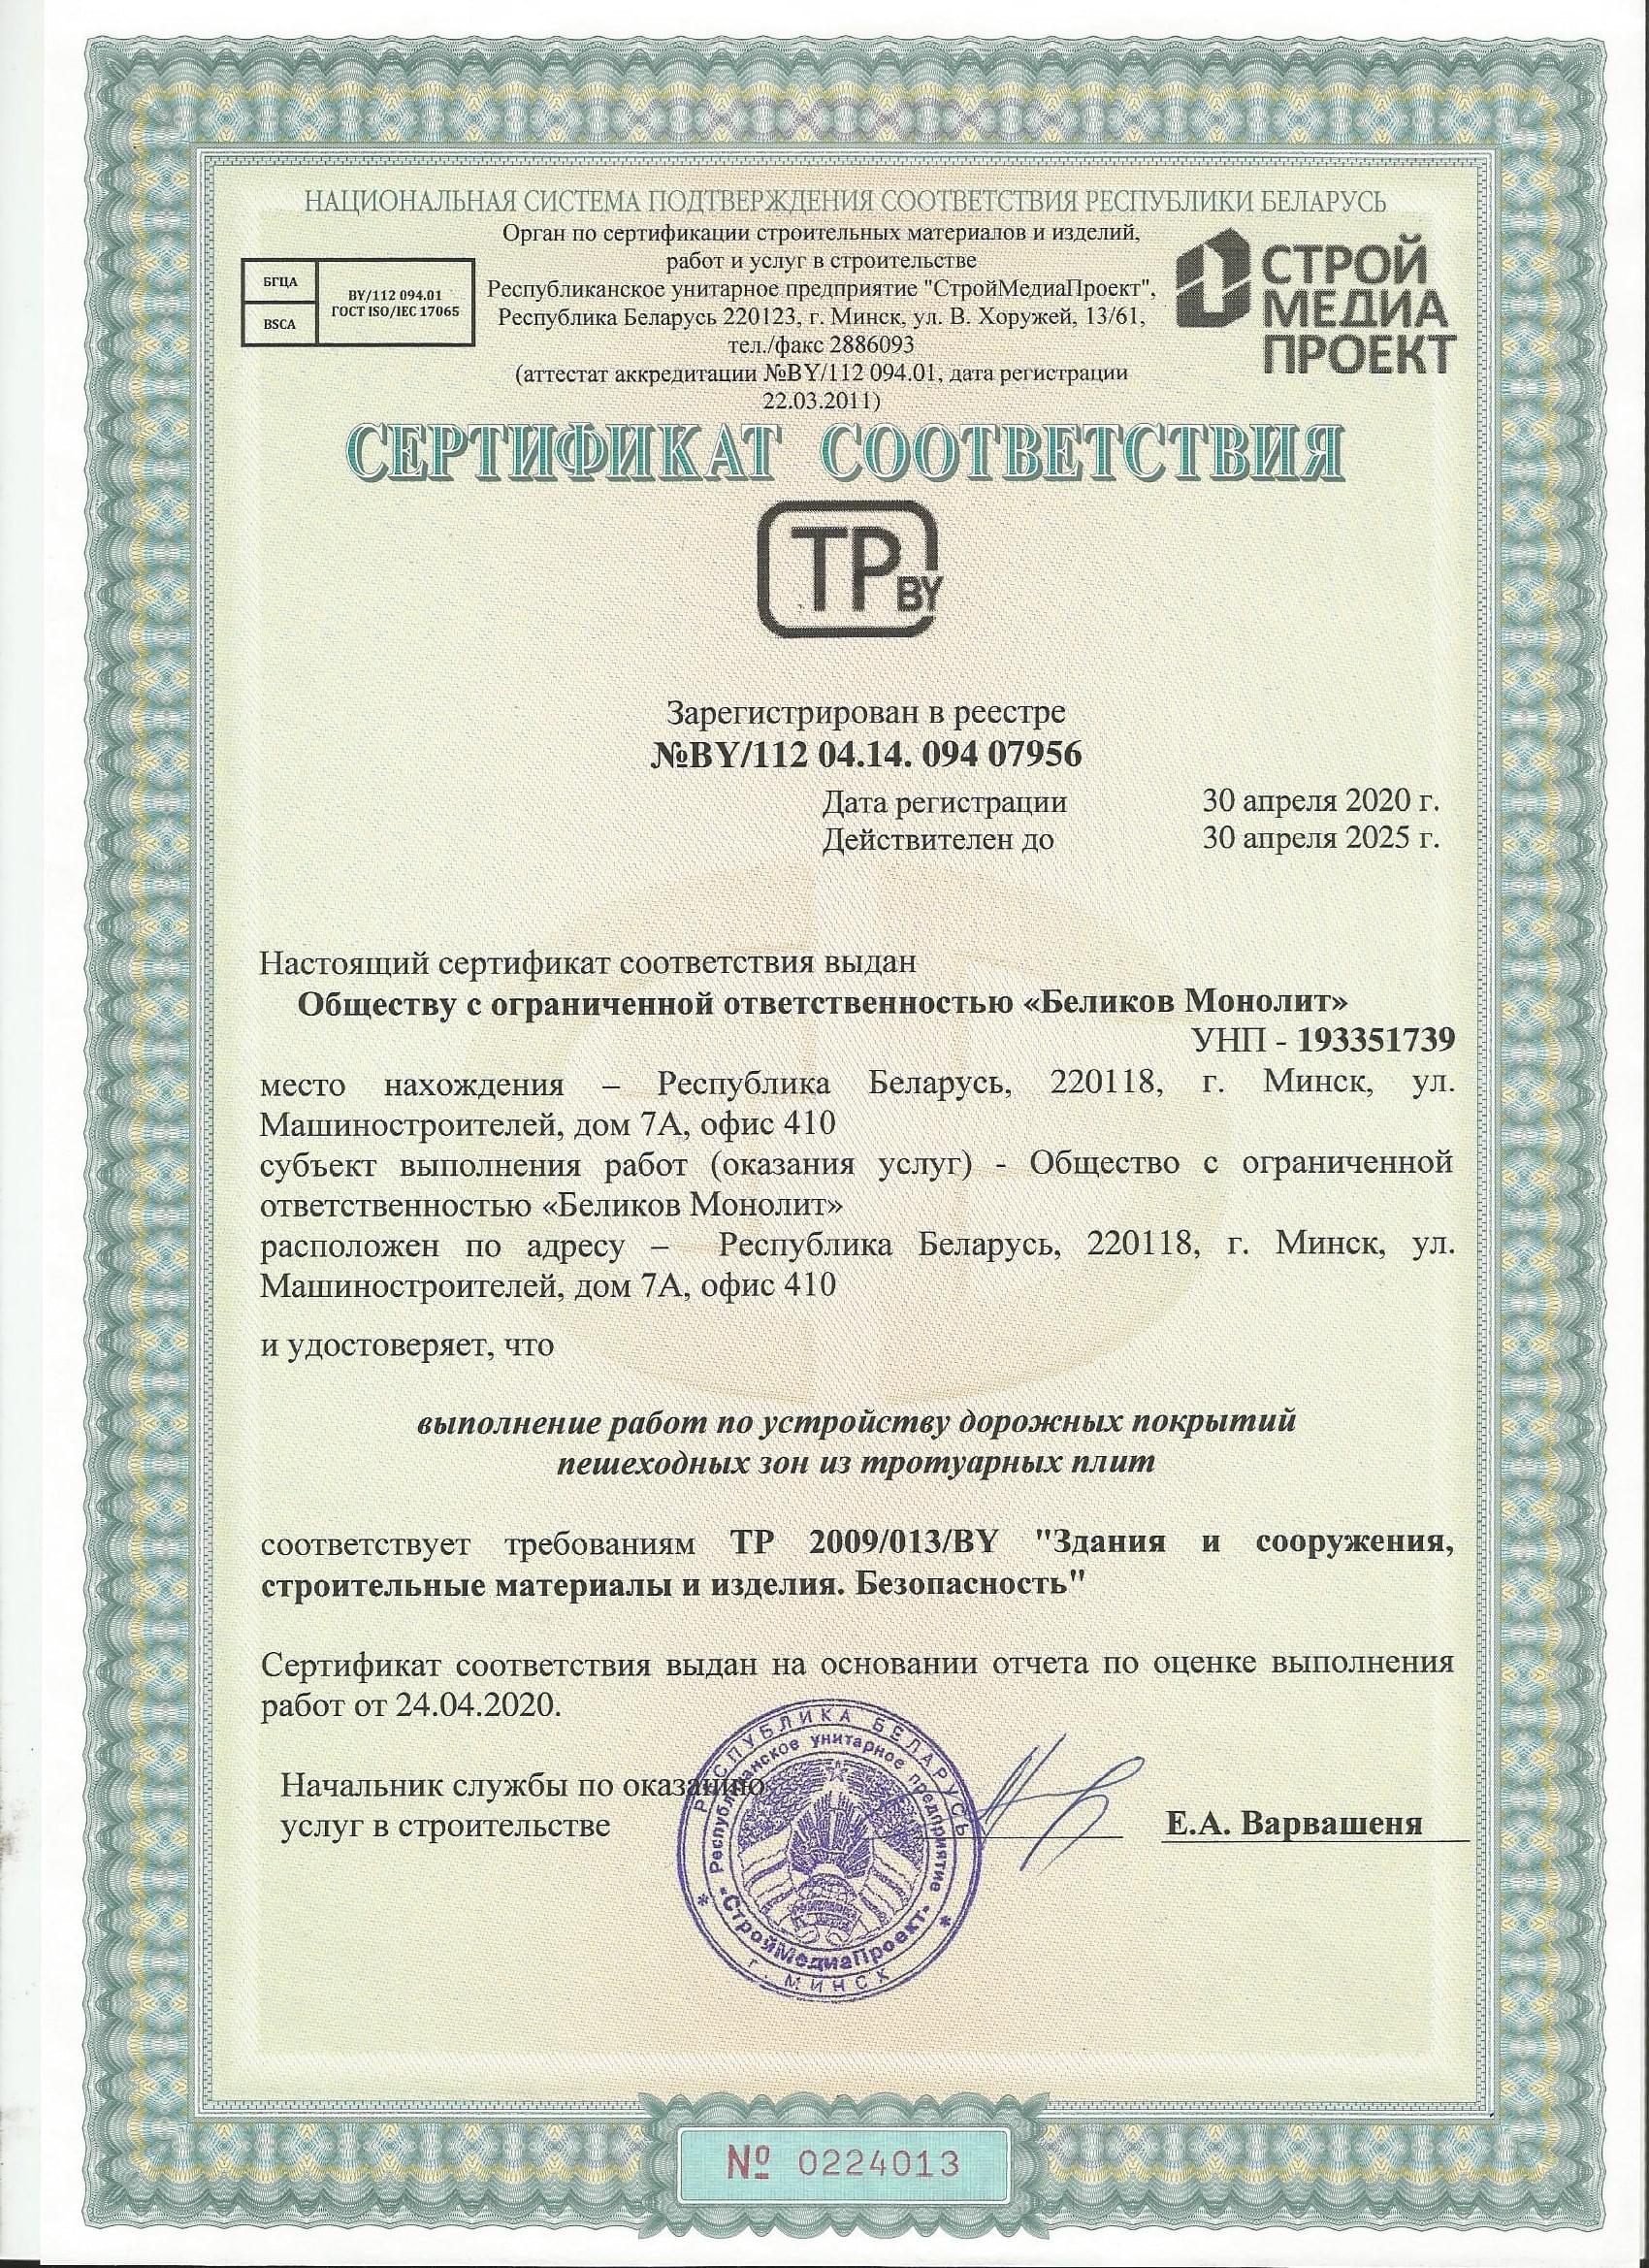 НАЦИОНАЛЬНАЯ СИСТЕМА ПОДТВЕРЖДЕНИЯ СООТВЕТСТВИЯ РЕСПУБЛИКИ БЕЛАРУСЬ
Орган по сертификации строительных материалов и изделий,
работ и услуг в строительстве
Республиканское унитарное предприятие "СтройМедиаПроект",
Республика Беларусь 220123, г. Минск, ул. В. Хоружей, 13/61,
тел./факс 2886093
(аттестат аккредитации №BY/112 094.01, дата регистрации
22.03.2011)
БГЦА
BSCA
BY/112 094.01
ГОСТ ISO/IEC 17065
СТРОЙ
МЕДИА
ПРОЕКТ
СЕРТИФИКАТ СООТВЕТСТВИЯ
ТР BY
Зарегистрирован в реестре
№BY/112 04.14. 094 07956
Дата регистрации 30 апреля 2020 г.
Действителен до 30 апреля 2025 г.
Настоящий сертификат соответствия выдан
Обществу с ограниченной ответственностью «Беликов Монолит»
УНП - 193351739
место нахождения – Республика Беларусь, 220118, г. Минск, ул.
Машиностроителей, дом 7А, офис 410
субъект выполнения работ (оказания услуг) - Общество с ограниченной
ответственностью «Беликов Монолит»
расположен по адресу – Республика Беларусь, 220118, г. Минск, ул.
Машиностроителей, дом 7А, офис 410
и удостоверяет, что
выполнение работ по устройству дорожных покрытий
пешеходных зон из тротуарных плит
соответствует требованиям ТР 2009/013/BY "Здания и сооружения,
строительные материалы и изделия. Безопасность"
Сертификат соответствия выдан на основании отчета по оценке выполнения
работ от 24.04.2020.
Начальник службы по оказанию
услуг в строительстве
Е.А. Варвашеня
РЕСПУБЛИКА БЕЛАРУСЬ
Республиканское унитарное предприятие
«СтройМедиаПроект»
г. МИНСК
№ 0224013